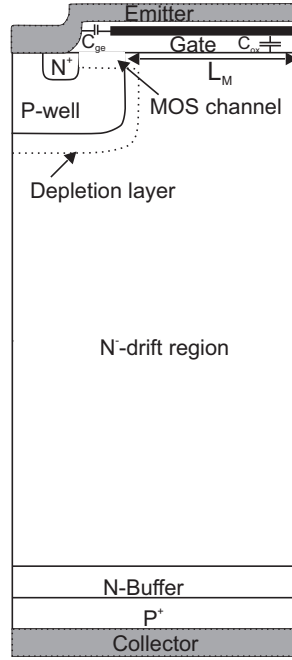 Emitter
C_ge
Gate
C_ox
N⁺
L_M
P-well
MOS channel
Depletion layer
N⁻-drift region
N-Buffer
P⁺
Collector